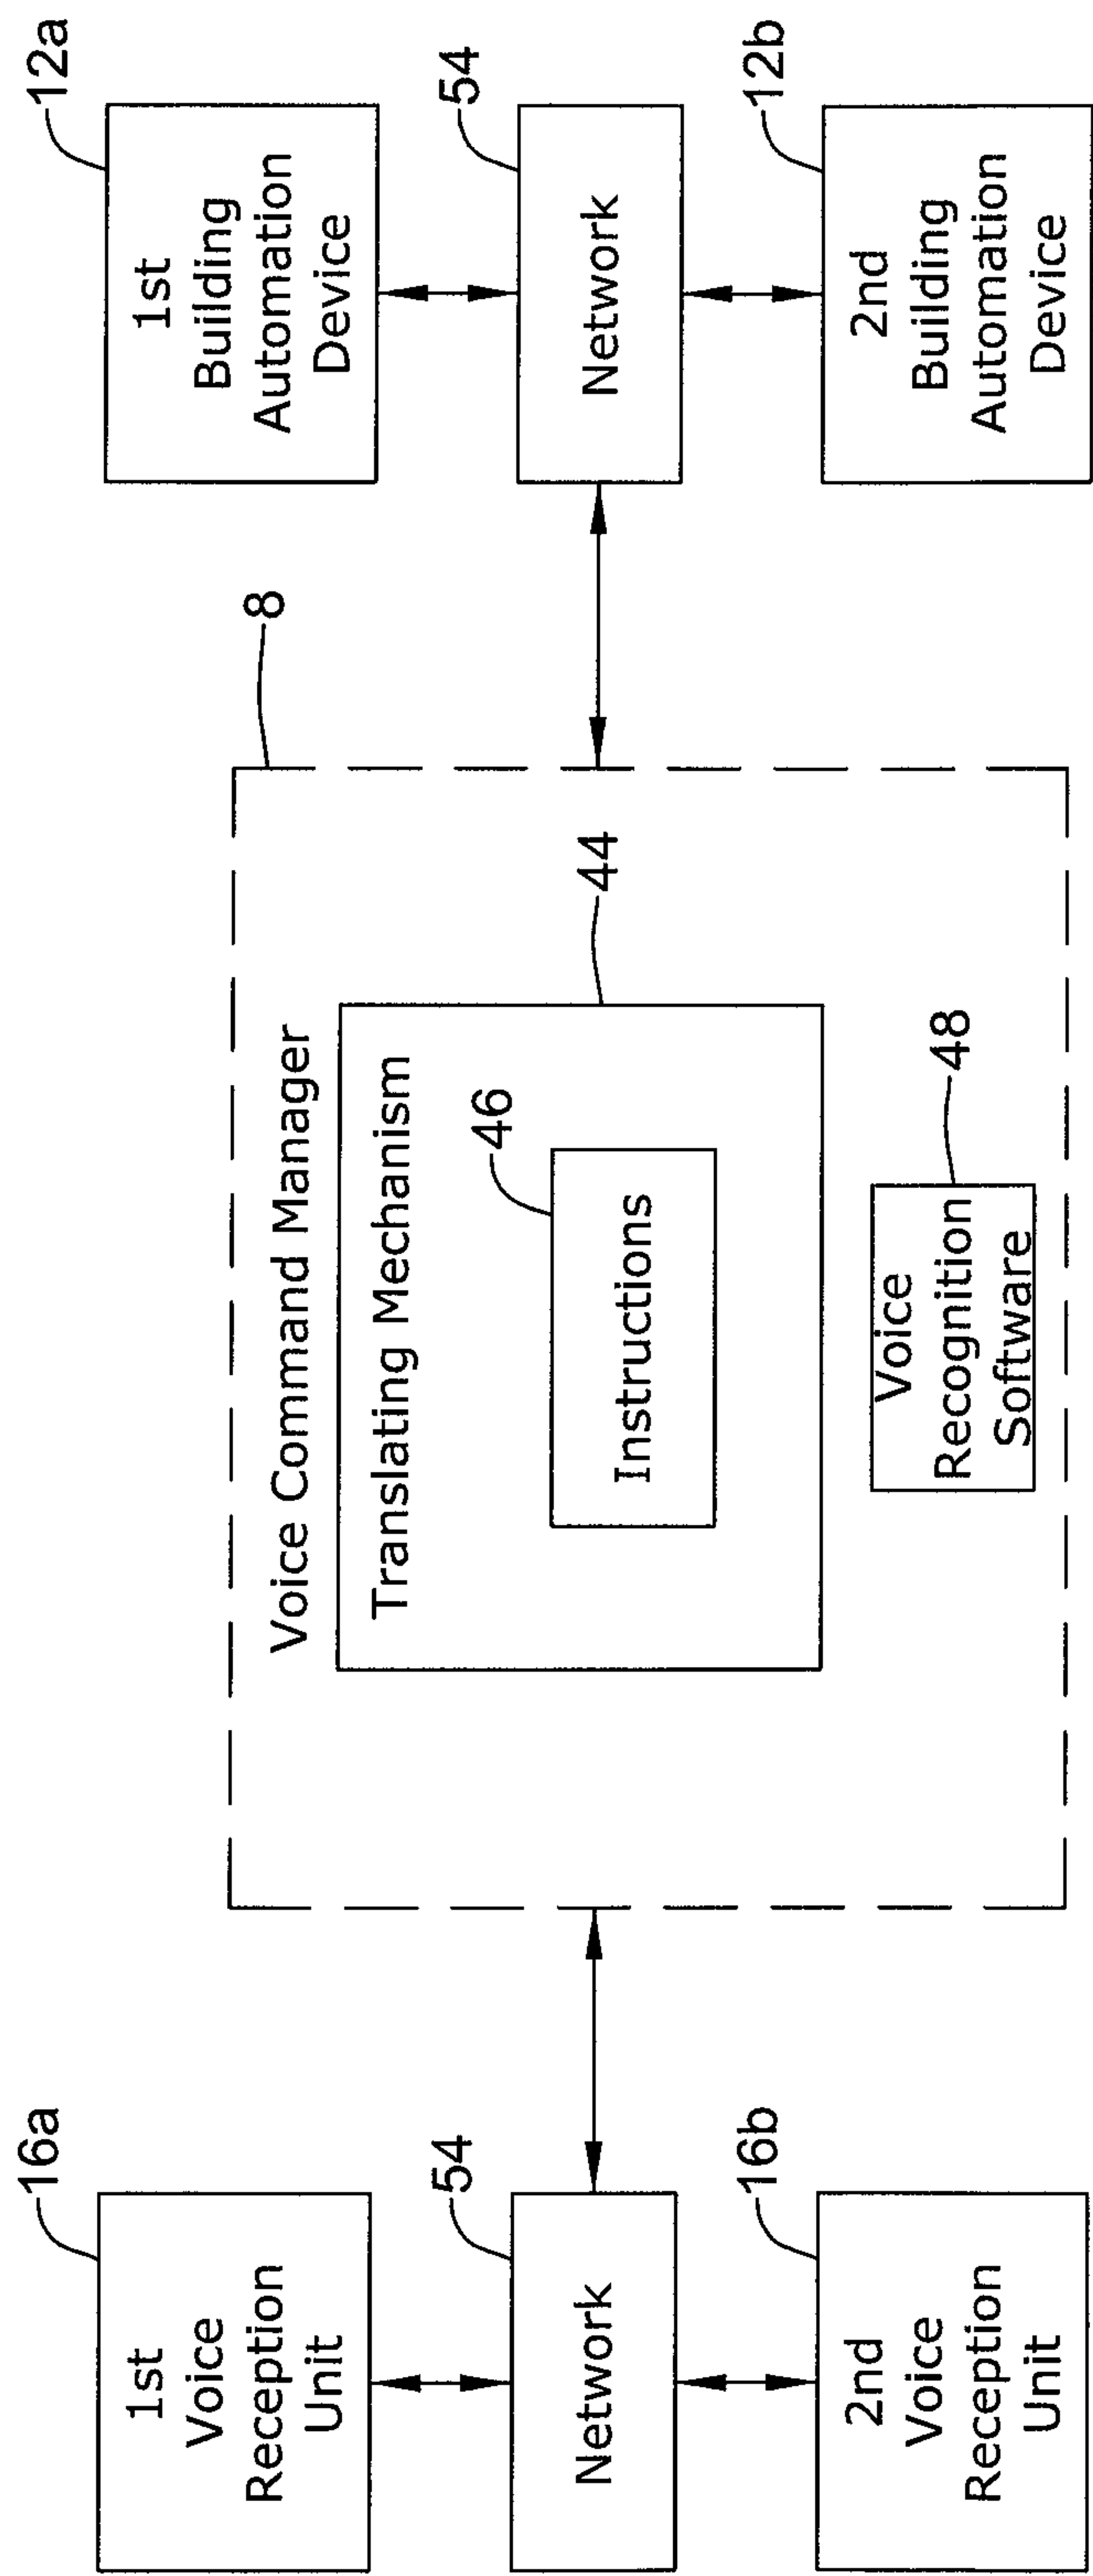 16a
1st
Voice
Reception
Unit
54
Network
16b
2nd
Voice
Reception
Unit
8
Voice Command Manager
44
Translating Mechanism
46
Instructions
48
Voice
Recognition
Software
12a
1st
Building
Automation
Device
54
Network
12b
2nd
Building
Automation
Device